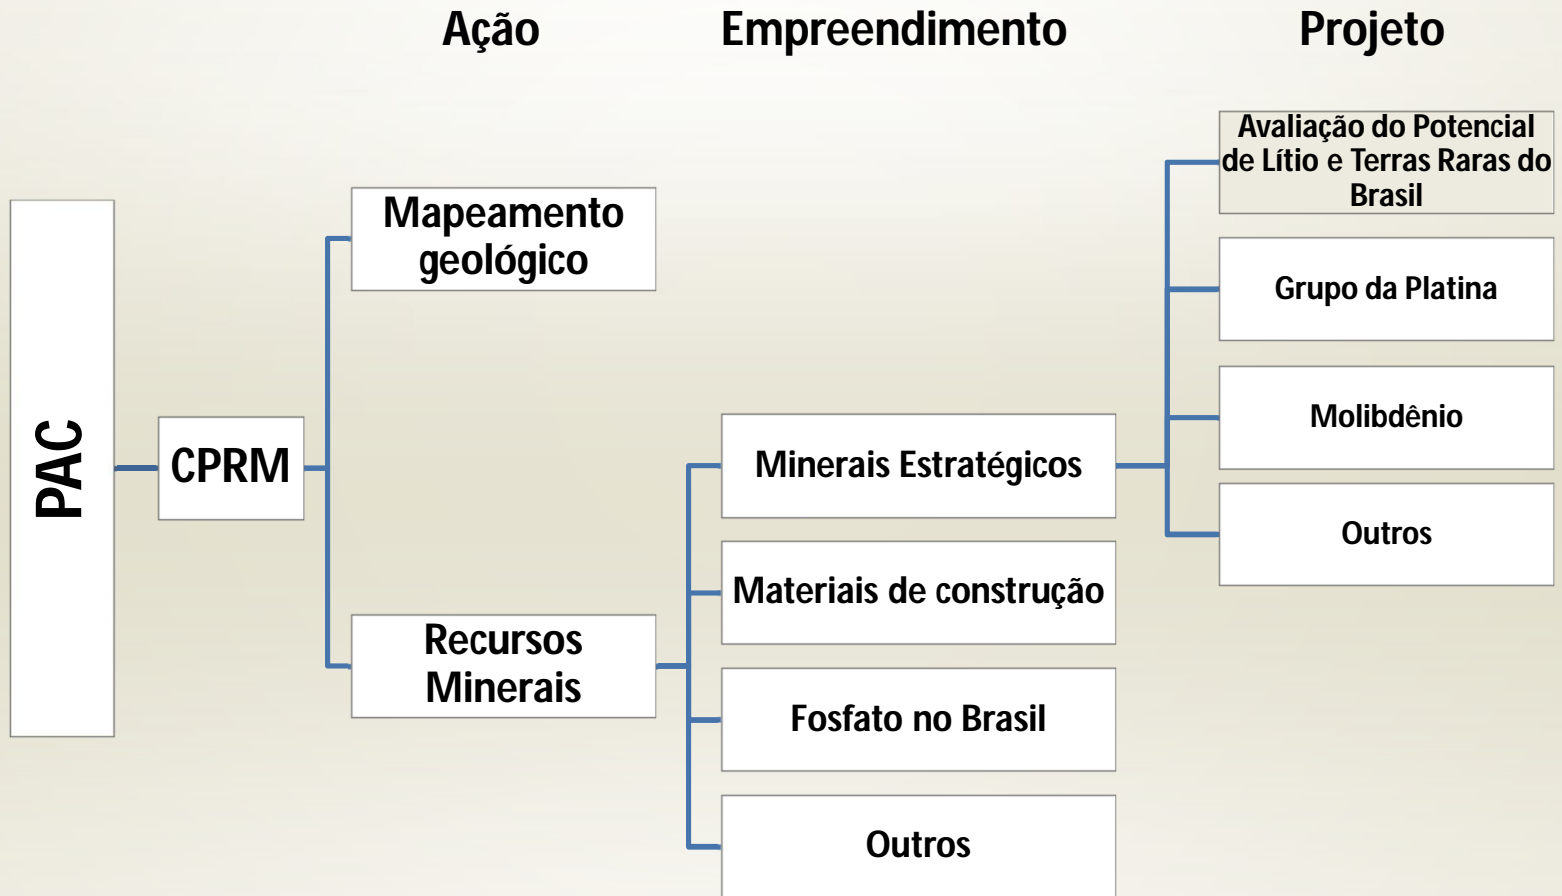 Ação
Empreendimento
Projeto
PAC
CPRM
Mapeamento
geológico
Recursos
Minerais
Minerais Estratégicos
Materiais de construção
Fosfato no Brasil
Outros
Avaliação do Potencial
de Lítio e Terras Raras do
Brasil
Grupo da Platina
Molibdênio
Outros